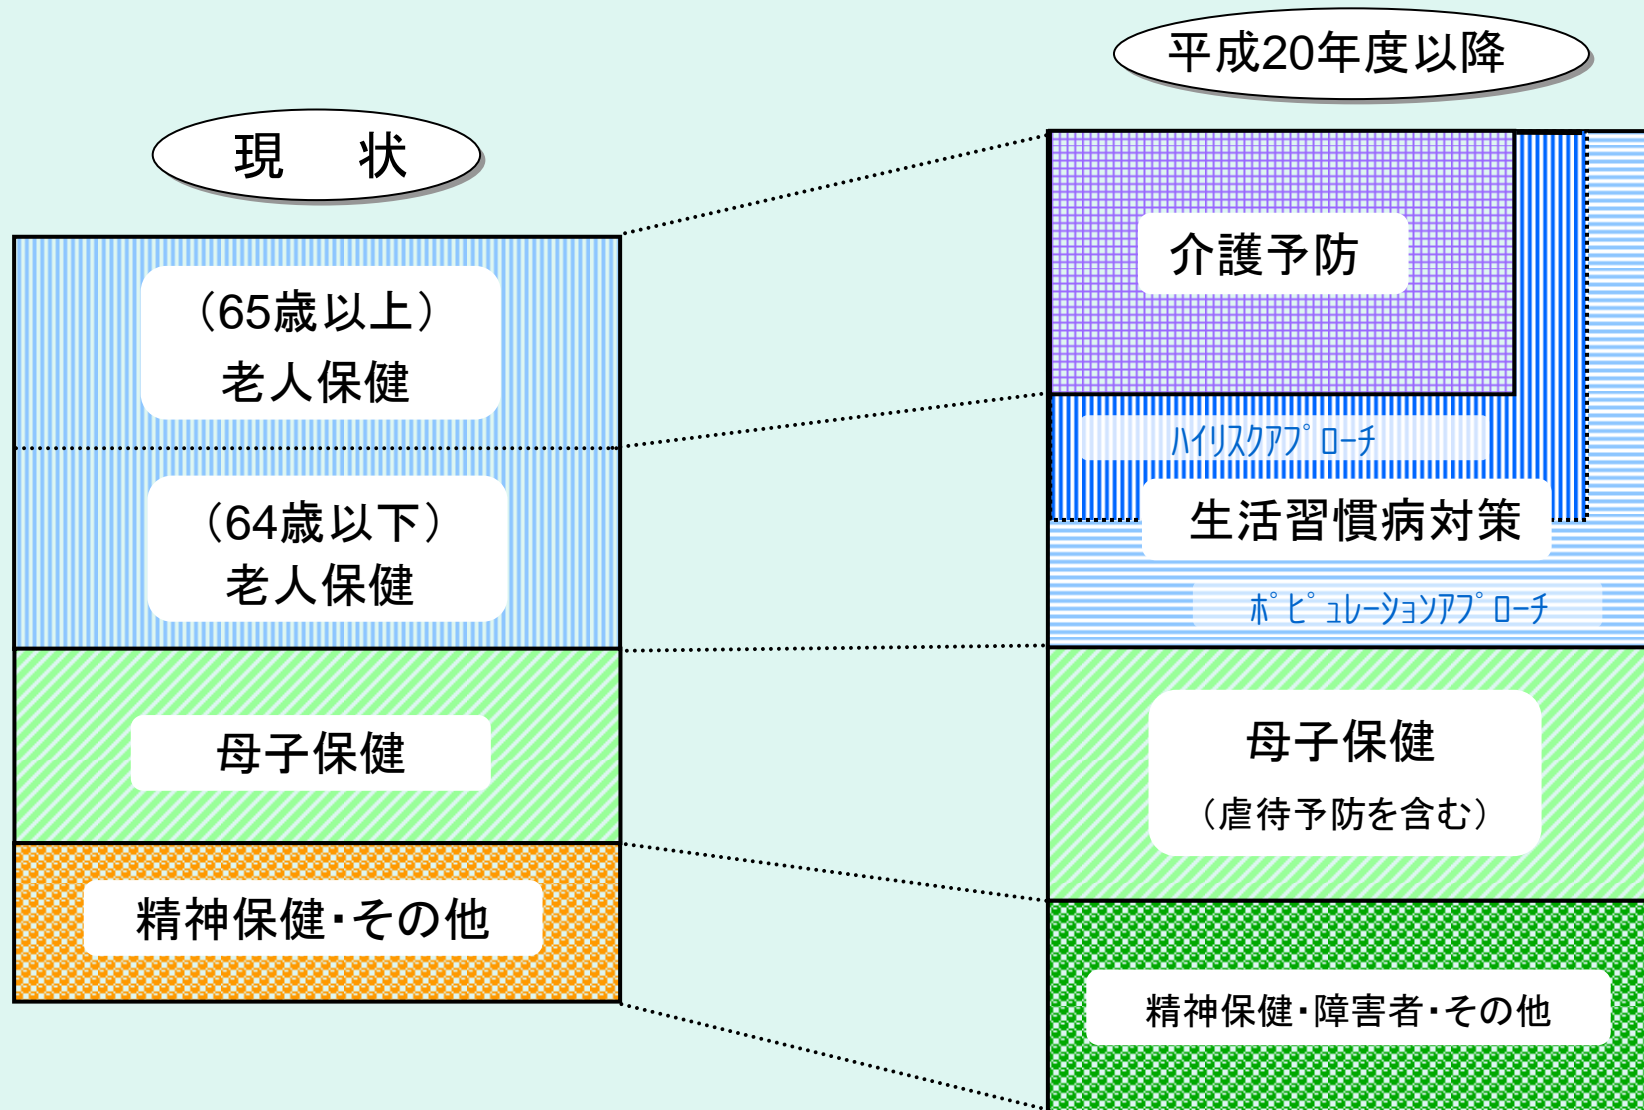 現　状
（65歳以上）
老人保健
（64歳以下）
老人保健
母子保健
精神保健・その他
平成20年度以降
介護予防
ﾊｲﾘｽｸｱﾌﾟﾛｰﾁ
生活習慣病対策
ﾎﾟﾋﾟｭﾚｰｼｮﾝｱﾌﾟﾛｰﾁ
母子保健
（虐待予防を含む）
精神保健・障害者・その他